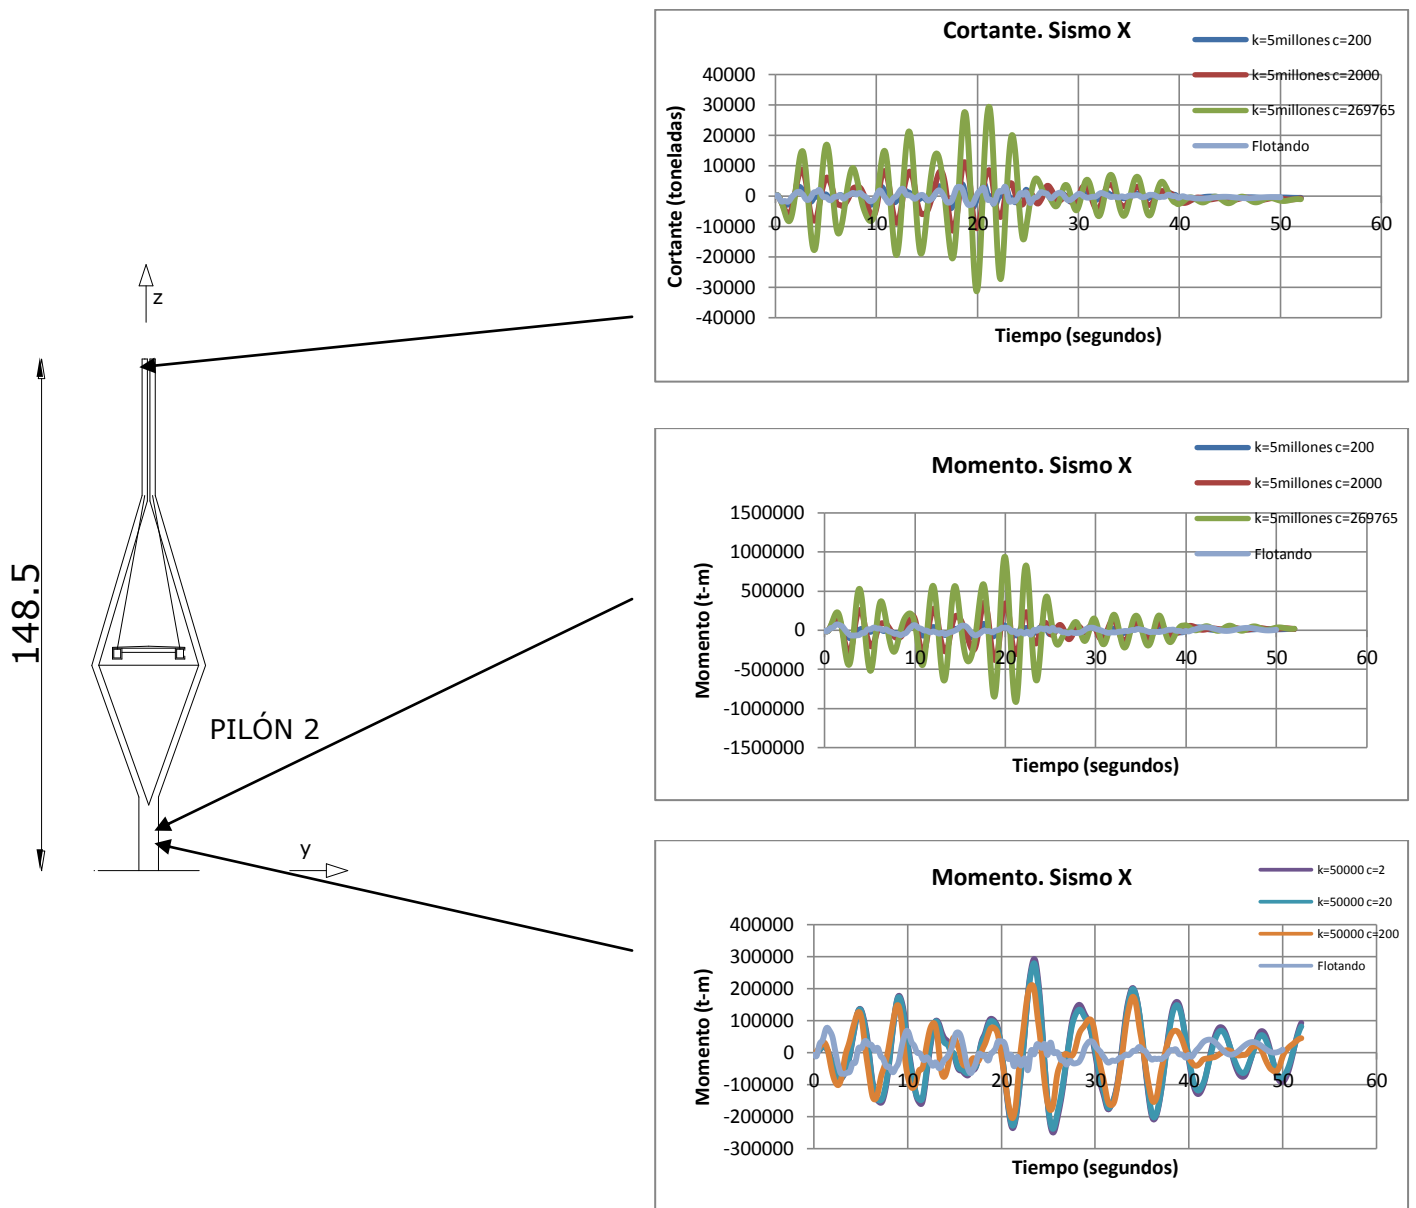 z
148.5
PILÓN 2
y
Cortante. Sismo X
k=5millones c=200
k=5millones c=2000
k=5millones c=269765
Flotando
Cortante (toneladas)
40000
30000
20000
10000
0
-10000
-20000
-30000
-40000
0 10 20 30 40 50 60
Tiempo (segundos)
Momento. Sismo X
k=5millones c=200
k=5millones c=2000
k=5millones c=269765
Flotando
Momento (t-m)
1500000
1000000
500000
0
-500000
-1000000
-1500000
0 10 20 30 40 50 60
Tiempo (segundos)
Momento. Sismo X
k=50000 c=2
k=50000 c=20
k=50000 c=200
Flotando
Momento (t-m)
400000
300000
200000
100000
0
-100000
-200000
-300000
0 10 20 30 40 50 60
Tiempo (segundos)